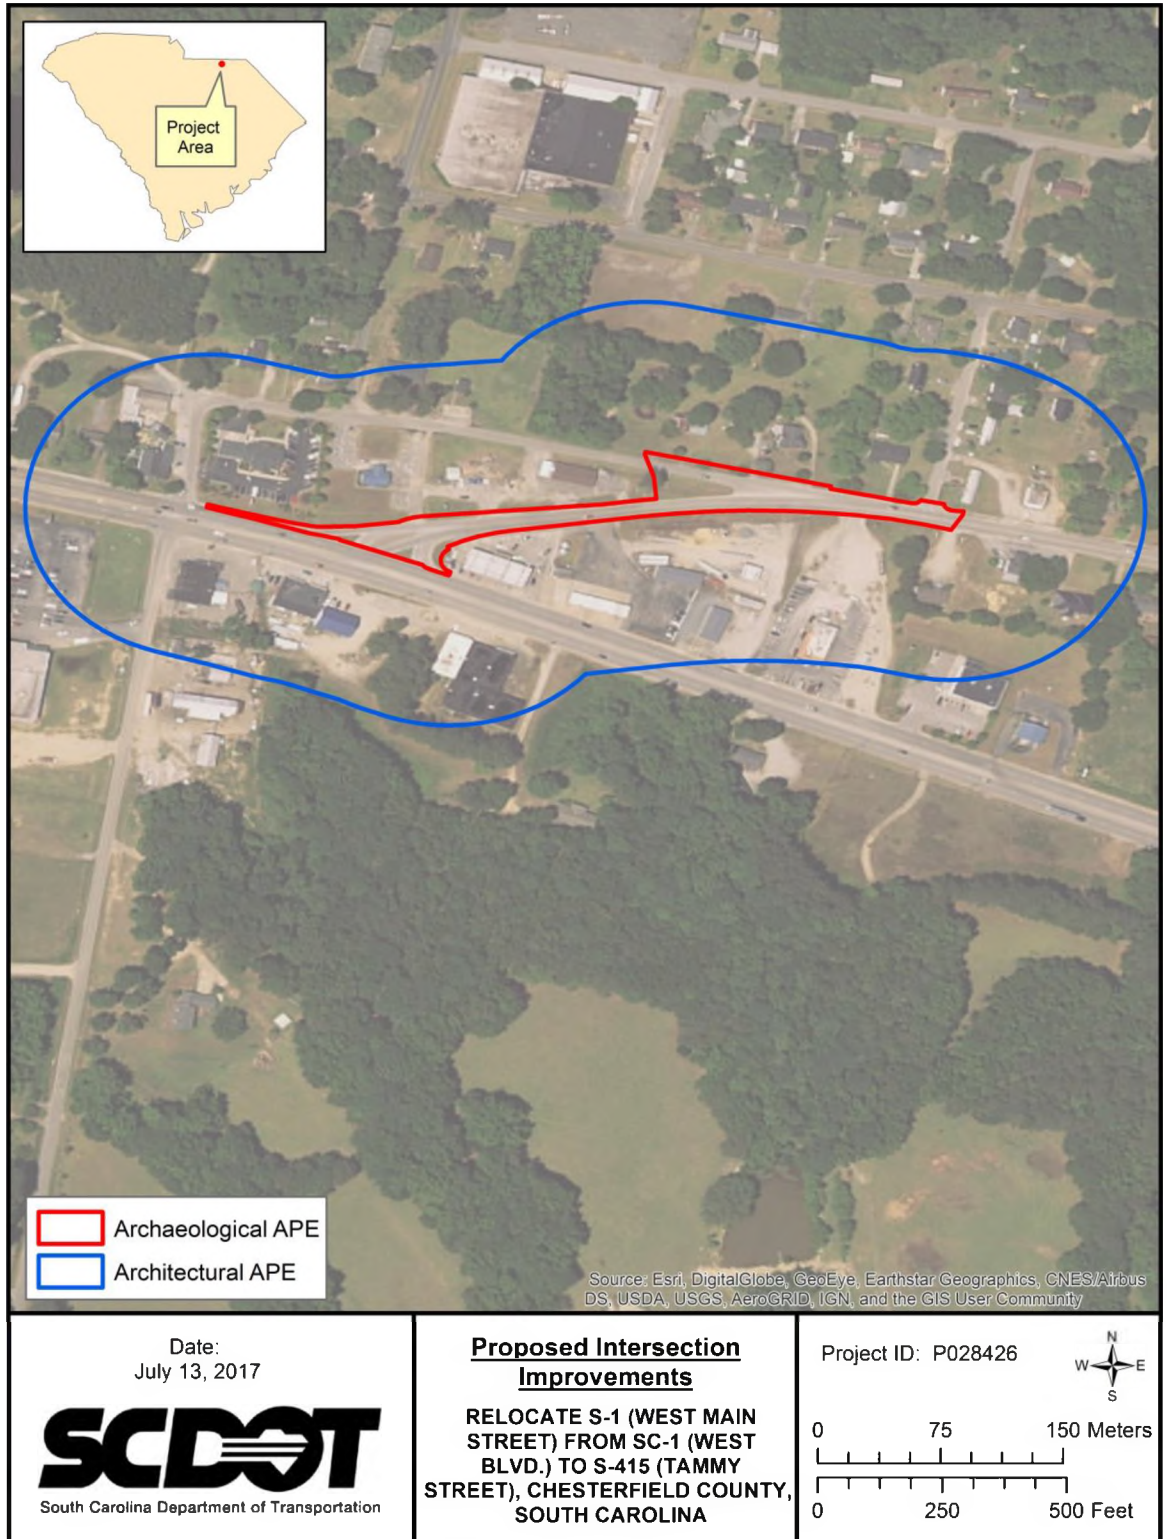 Project
Area
Archaeological APE
Architectural APE
Source: Esri, DigitalGlobe, GeoEye, Earthstar Geographics, CNES/Airbus
DS, USDA, USGS, AeroGRID, IGN, and the GIS User Community
Date:
July 13, 2017
SCDOT
South Carolina Department of Transportation
Proposed Intersection
Improvements
RELOCATE S-1 (WEST MAIN
STREET) FROM SC-1 (WEST
BLVD.) TO S-415 (TAMMY
STREET), CHESTERFIELD COUNTY,
SOUTH CAROLINA
Project ID: P028426
N
W E
S
0 75 150 Meters
0 250 500 Feet